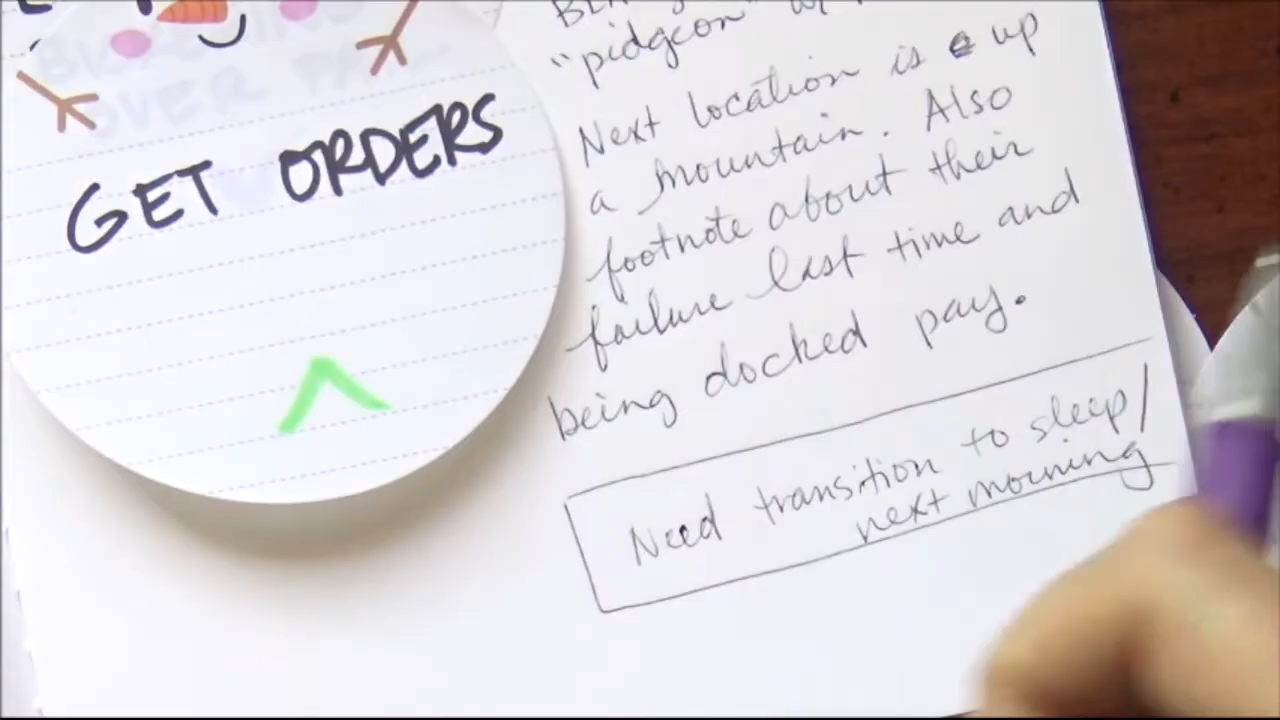 GET ORDERS
"pidgeon"
Next location is up
a mountain. Also
footnote about their
failure last time and
being docked pay.
Need transition to sleep/
next morning